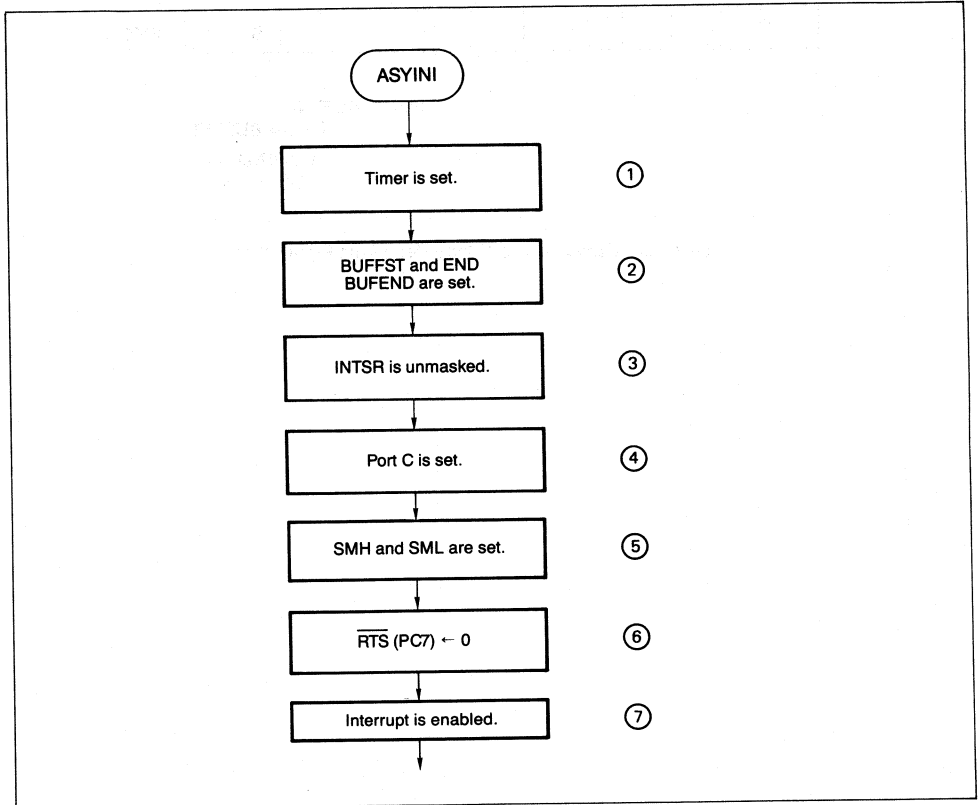 ASYINI
Timer is set.
①
BUFFST and END
BUFEND are set.
②
INTSR is unmasked.
③
Port C is set.
④
SMH and SML are set.
⑤
R̅T̅S̅ (PC7) ← 0
⑥
Interrupt is enabled.
⑦